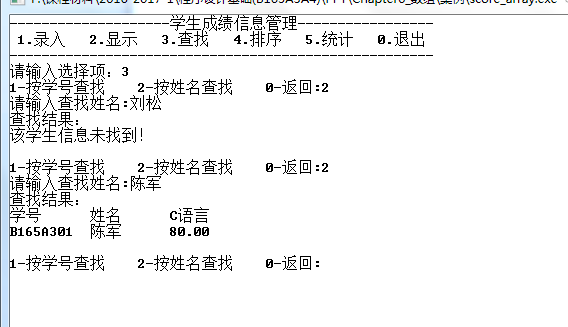 -学生成绩信息管理-
1.录入 2.显示 3.查找 4.排序 5.统计 0.退出
请输入选择项：3
1-按学号查找 2-按姓名查找 0-返回:2
请输入查找姓名:刘松
查找结果：
该学生信息未找到!
1-按学号查找 2-按姓名查找 0-返回:2
请输入查找姓名:陈军
查找结果：
学号 姓名 C语言
B165A301 陈军 80.00
1-按学号查找 2-按姓名查找 0-返回：